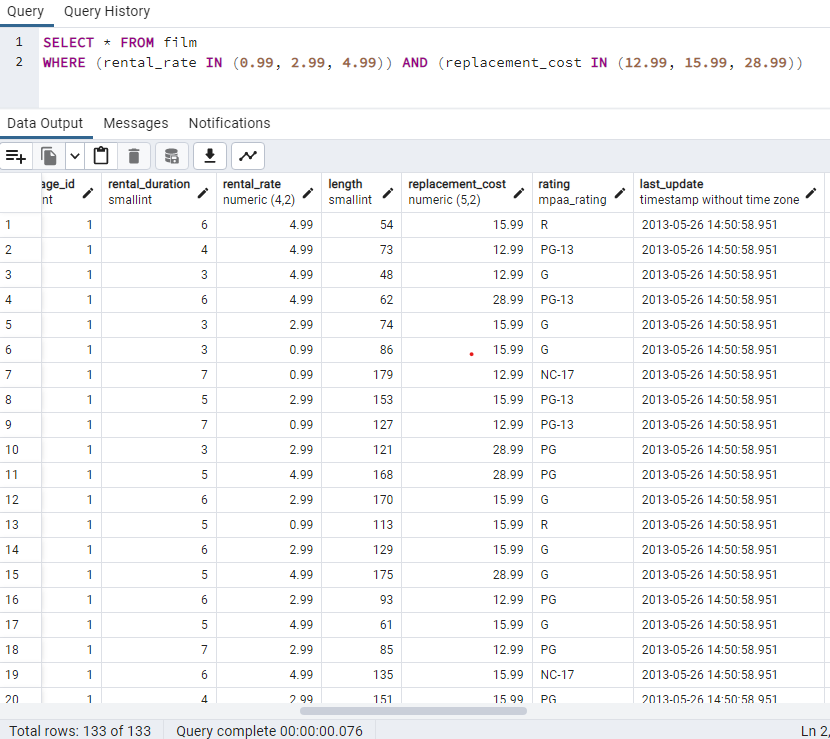 Query Query History
1 SELECT * FROM film
2 WHERE (rental_rate IN (0.99, 2.99, 4.99)) AND (replacement_cost IN (12.99, 15.99, 28.99))
Data Output Messages Notifications
age_id rental_duration rental_rate length replacement_cost rating last_update
nt smallint numeric (4,2) smallint numeric (5,2) mpaa_rating timestamp without time zone
1 1 6 4.99 54 15.99 R 2013-05-26 14:50:58.951
2 1 4 4.99 73 12.99 PG-13 2013-05-26 14:50:58.951
3 1 3 4.99 48 12.99 G 2013-05-26 14:50:58.951
4 1 6 4.99 62 28.99 PG-13 2013-05-26 14:50:58.951
5 1 3 2.99 74 15.99 G 2013-05-26 14:50:58.951
6 1 3 0.99 86 15.99 G 2013-05-26 14:50:58.951
7 1 7 0.99 179 12.99 NC-17 2013-05-26 14:50:58.951
8 1 5 2.99 153 15.99 PG-13 2013-05-26 14:50:58.951
9 1 7 0.99 127 12.99 PG-13 2013-05-26 14:50:58.951
10 1 3 2.99 121 28.99 PG 2013-05-26 14:50:58.951
11 1 5 4.99 168 28.99 PG 2013-05-26 14:50:58.951
12 1 6 2.99 170 15.99 G 2013-05-26 14:50:58.951
13 1 5 0.99 113 15.99 R 2013-05-26 14:50:58.951
14 1 6 2.99 129 15.99 G 2013-05-26 14:50:58.951
15 1 5 4.99 175 28.99 G 2013-05-26 14:50:58.951
16 1 6 2.99 93 12.99 PG 2013-05-26 14:50:58.951
17 1 5 4.99 61 15.99 G 2013-05-26 14:50:58.951
18 1 7 2.99 85 12.99 PG 2013-05-26 14:50:58.951
19 1 6 4.99 135 15.99 NC-17 2013-05-26 14:50:58.951
20 1 4 2.99 151 15.99 PG 2013-05-26 14:50:58.951
Total rows: 133 of 133 Query complete 00:00:00.076 Ln 2,